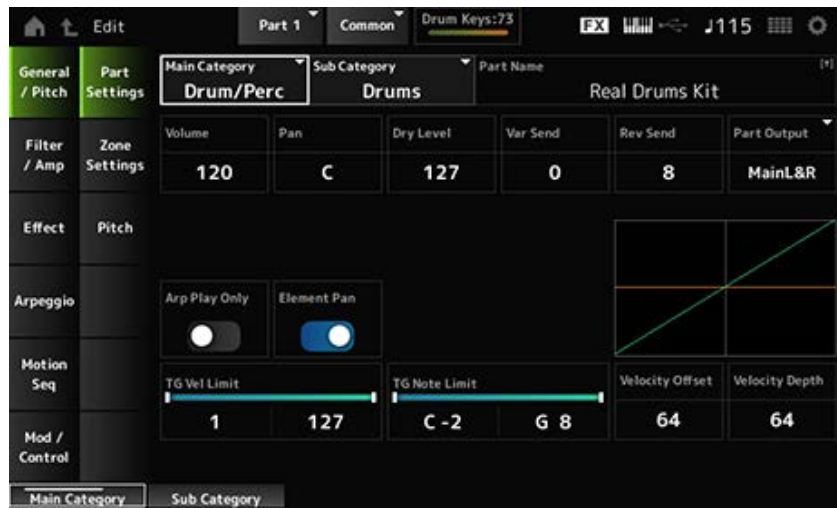 Edit
Part 1
Common
Drum Keys:73
FX
♩115
General / Pitch
Part Settings
Main Category
Drum/Perc
Sub Category
Drums
Part Name
[+]
Real Drums Kit
Filter / Amp
Zone Settings
Volume
120
Pan
C
Dry Level
127
Var Send
0
Rev Send
8
Part Output
MainL&R
Effect
Pitch
Arpeggio
Arp Play Only
Element Pan
Motion Seq
TG Vel Limit
1
127
TG Note Limit
C -2
G 8
Velocity Offset
64
Velocity Depth
64
Mod / Control
Main Category
Sub Category